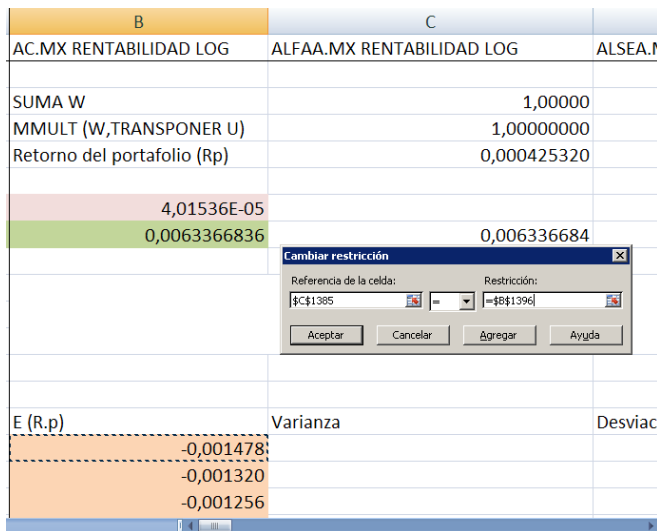 B C
AC.MX RENTABILIDAD LOG ALFAA.MX RENTABILIDAD LOG ALSEA.
SUMA W 1,00000
MMULT (W,TRANSPONER U) 1,00000000
Retorno del portafolio (Rp) 0,000425320
4,01536E-05
0,0063366836 0,006336684
Cambiar restricción
Referencia de la celda: Restricción:
$C$1385 = =$B$1396
Aceptar Cancelar Agregar Ayuda
E (R.p) Varianza Desviac
-0,001478
-0,001320
-0,001256